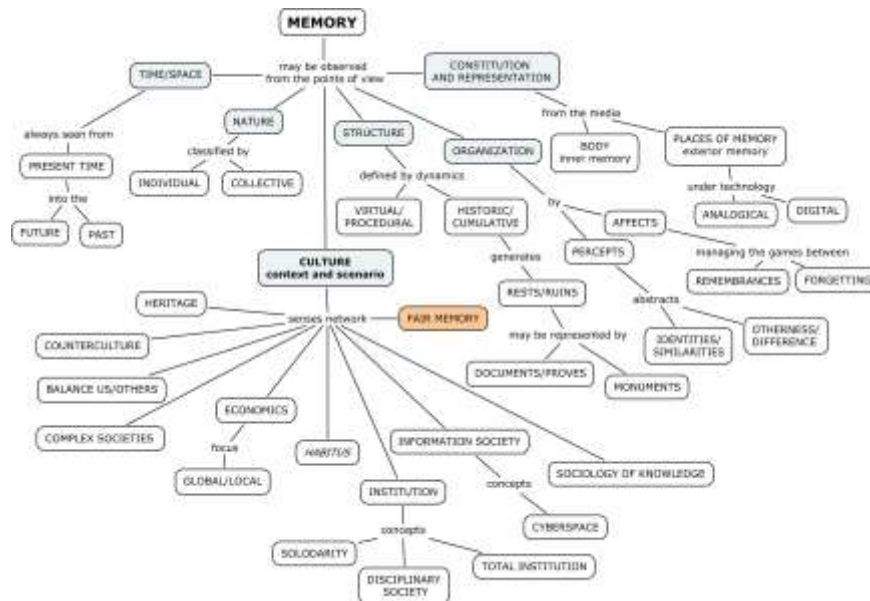 MEMORY
may be observed
from the points of view
TIME/SPACE
CONSTITUTION
AND REPRESENTATION
NATURE
STRUCTURE
ORGANIZATION
always seen from
PRESENT TIME
into the
FUTURE
PAST
classified by
INDIVIDUAL
COLLECTIVE
defined by dynamics
VIRTUAL/
PROCEDURAL
HISTORIC/
CUMULATIVE
generates
RESTS/RUINS
may be represented by
DOCUMENTS/PROVES
MONUMENTS
from the media
BODY
inner memory
PLACES OF MEMORY
exterior memory
under technology
ANALOGICAL
DIGITAL
by
AFFECTS
PERCEPTS
managing the games between
REMEMBRANCES
FORGETTING
abstracts
IDENTITIES/
SIMILARITIES
OTHERNESS/
DIFFERENCE
CULTURE
context and scenario
senses network
FAIR MEMORY
HERITAGE
COUNTERCULTURE
BALANCE US/OTHERS
COMPLEX SOCIETIES
ECONOMICS
focus
GLOBAL/LOCAL
HABITUS
INSTITUTION
concepts
SOLODARITY
DISCIPLINARY
SOCIETY
TOTAL INSTITUTION
INFORMATION SOCIETY
concepts
CYBERSPACE
SOCIOLOGY OF KNOWLEDGE